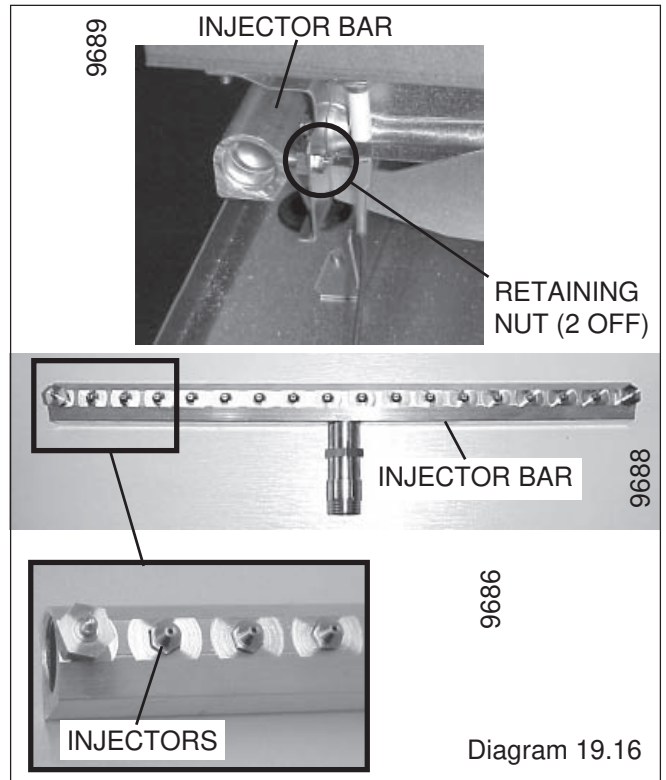 9689
INJECTOR BAR
RETAINING
NUT (2 OFF)
INJECTOR BAR
9688
9686
INJECTORS
Diagram 19.16